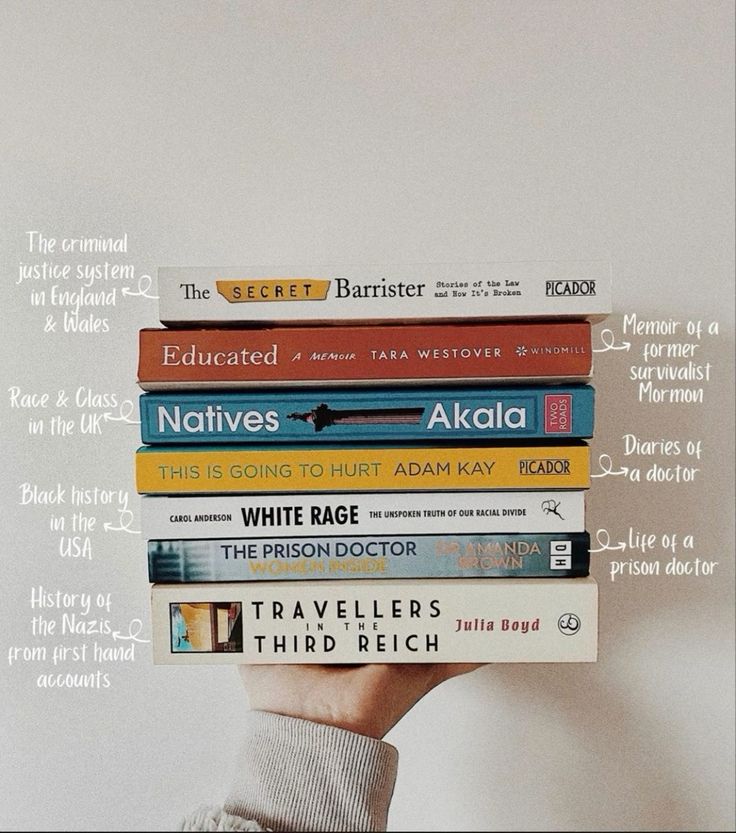 The criminal
justice system
in England
& Wales
The SECRET Barrister Stories of the Law
and How It's Broken PICADOR
Educated A MEMOIR TARA WESTOVER WINDMILL
Memoir of a
former
survivalist
Mormon
Race & Class
in the UK
Natives Akala TWO
ROADS
THIS IS GOING TO HURT ADAM KAY PICADOR
Diaries of
a doctor
Black history
in the
USA
CAROL ANDERSON WHITE RAGE THE UNSPOKEN TRUTH OF OUR RACIAL DIVIDE
THE PRISON DOCTOR
WOMEN INSIDE
DR AMANDA
BROWN
Life of a
prison doctor
History of
the Nazis
from first hand
accounts
TRAVELLERS
IN THE
THIRD REICH
Julia Boyd